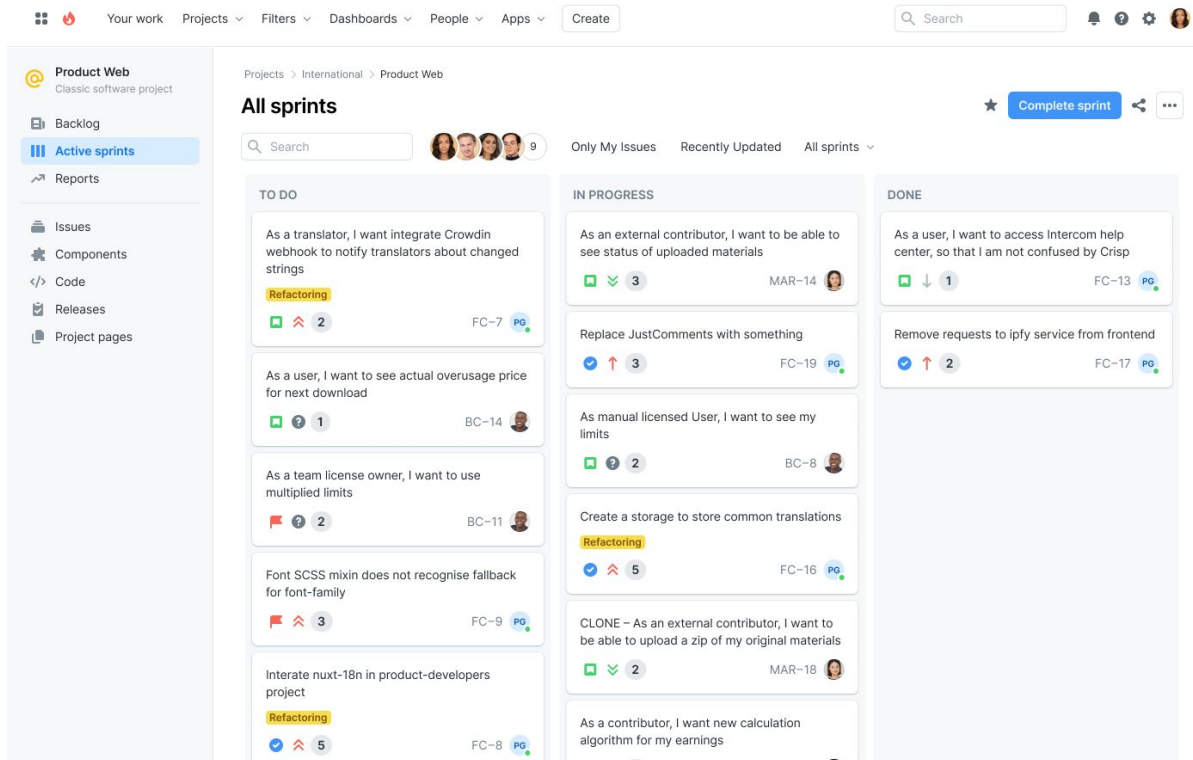 Your work Projects Filters Dashboards People Apps Create Search
Product Web
Classic software project
Backlog
Active sprints
Reports
Issues
Components
Code
Releases
Project pages
Projects > International > Product Web
All sprints
Complete sprint
Search 9 Only My Issues Recently Updated All sprints
TO DO
As a translator, I want integrate Crowdin
webhook to notify translators about changed
strings
Refactoring
2 FC–7 PG
As a user, I want to see actual overusage price
for next download
1 BC–14
As a team license owner, I want to use
multiplied limits
2 BC–11
Font SCSS mixin does not recognise fallback
for font-family
3 FC–9 PG
Interate nuxt-18n in product-developers
project
Refactoring
5 FC–8 PG
IN PROGRESS
As an external contributor, I want to be able to
see status of uploaded materials
3 MAR–14
Replace JustComments with something
3 FC–19 PG
As manual licensed User, I want to see my
limits
2 BC–8
Create a storage to store common translations
Refactoring
5 FC–16 PG
CLONE – As an external contributor, I want to
be able to upload a zip of my original materials
2 MAR–18
As a contributor, I want new calculation
algorithm for my earnings
DONE
As a user, I want to access Intercom help
center, so that I am not confused by Crisp
1 FC–13 PG
Remove requests to ipfy service from frontend
2 FC–17 PG